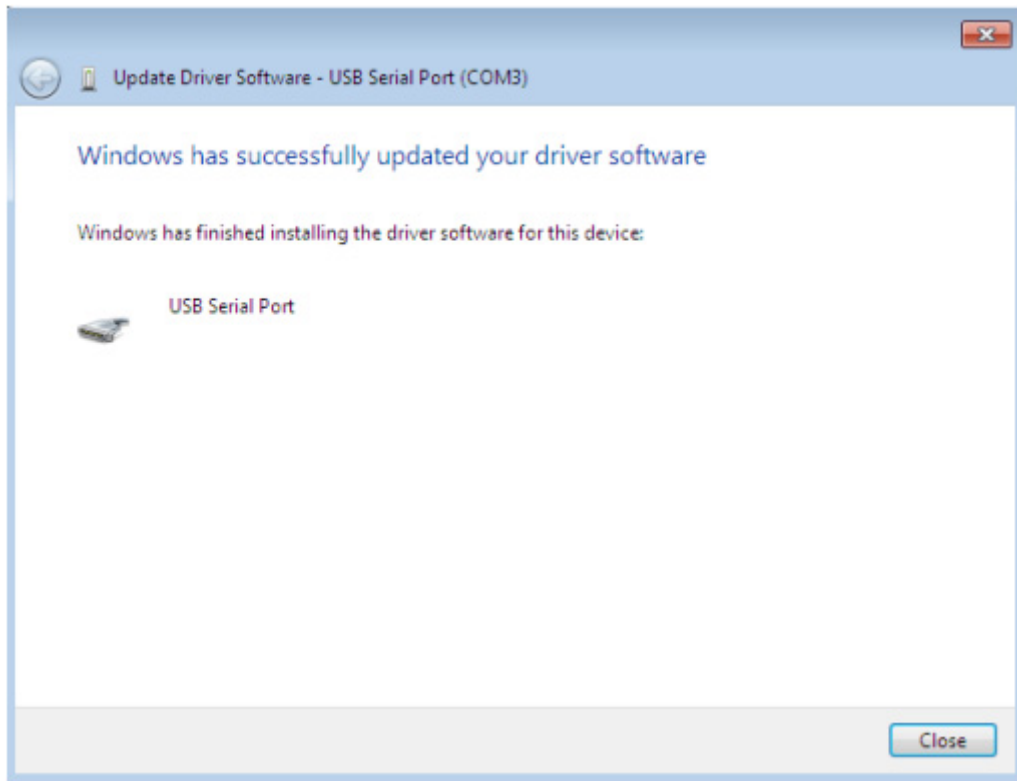 Update Driver Software - USB Serial Port (COM3)
Windows has successfully updated your driver software
Windows has finished installing the driver software for this device:
USB Serial Port
Close